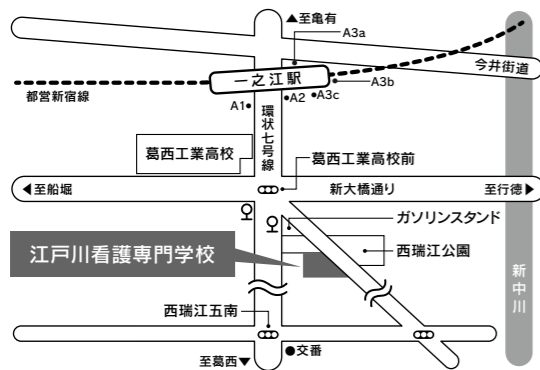 ▲至亀有
A3a
一之江駅
今井街道
都営新宿線
A1
A2
A3c
A3b
環状七号線
葛西工業高校
葛西工業高校前
◀至船堀
新大橋通り
至行徳▶
ガソリンスタンド
江戸川看護専門学校
西瑞江公園
新中川
西瑞江五南
至葛西▼
●交番